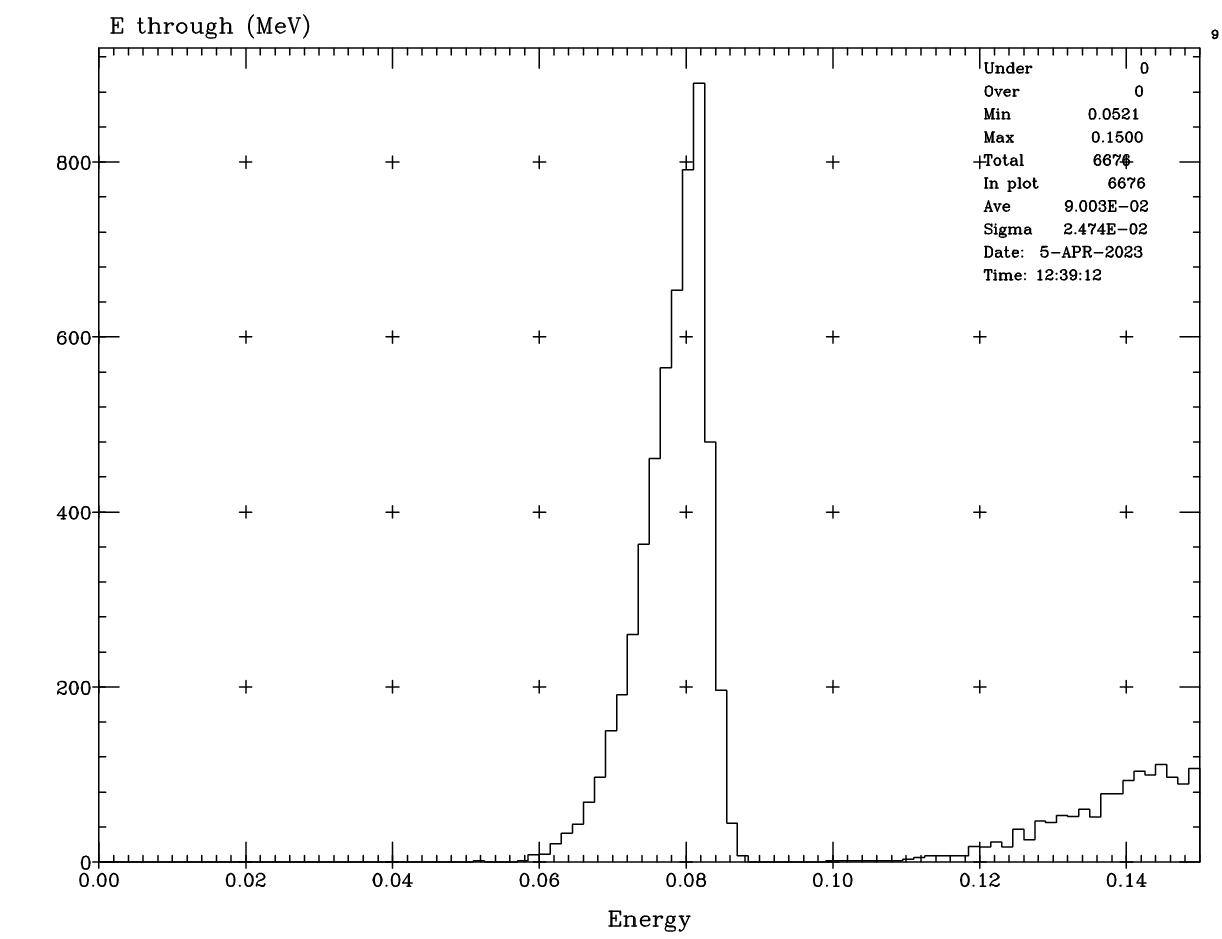 E through (MeV)
9
Under 0
Over 0
Min 0.0521
Max 0.1500
Total 6676
In plot 6676
Ave 9.003E-02
Sigma 2.474E-02
Date: 5-APR-2023
Time: 12:39:12
800
600
400
200
0
0.00 0.02 0.04 0.06 0.08 0.10 0.12 0.14
Energy